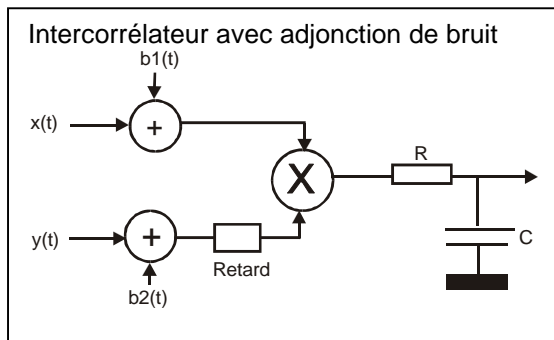 Intercorrélateur avec adjonction de bruit
b1(t)
x(t)
+
R
X
y(t)
+
Retard
C
b2(t)